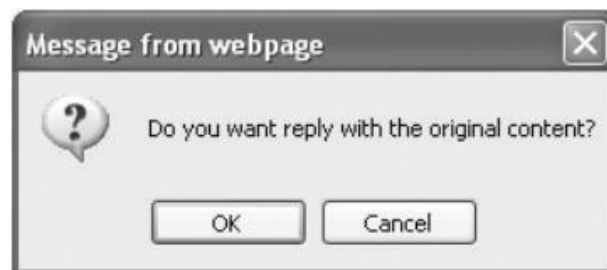 Message from webpage
Do you want reply with the original content?
OK
Cancel